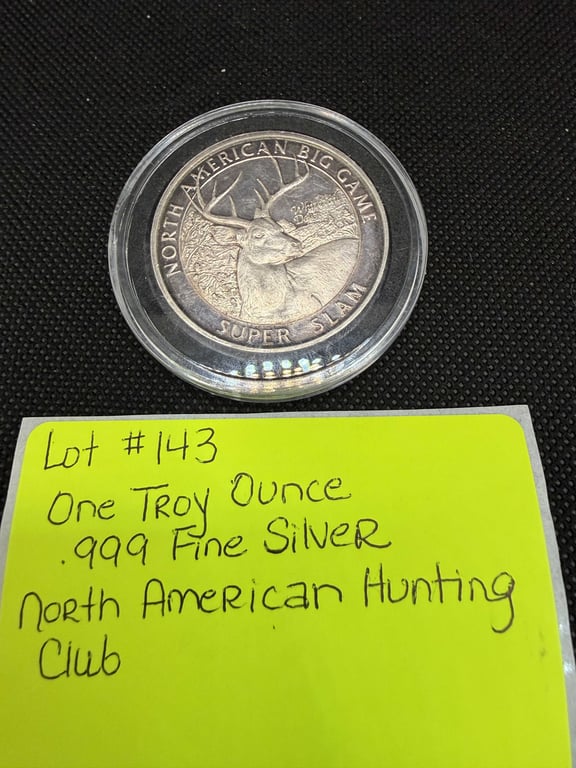 NORTH AMERICAN BIG GAME
SUPER SLAM
Lot #143
One Troy Ounce
.999 Fine Silver
North American Hunting
Club